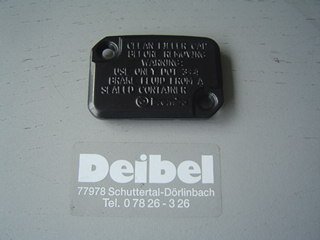 CLEAN FILLER CAP
BEFORE REMOVING
WARNING:
USE ONLY DOT 3-4
BRAKE FLUID FROM A
SEALED CONTAINER
Deibel
77978 Schuttertal-Dörlinbach
Tel. 0 78 26 - 3 26